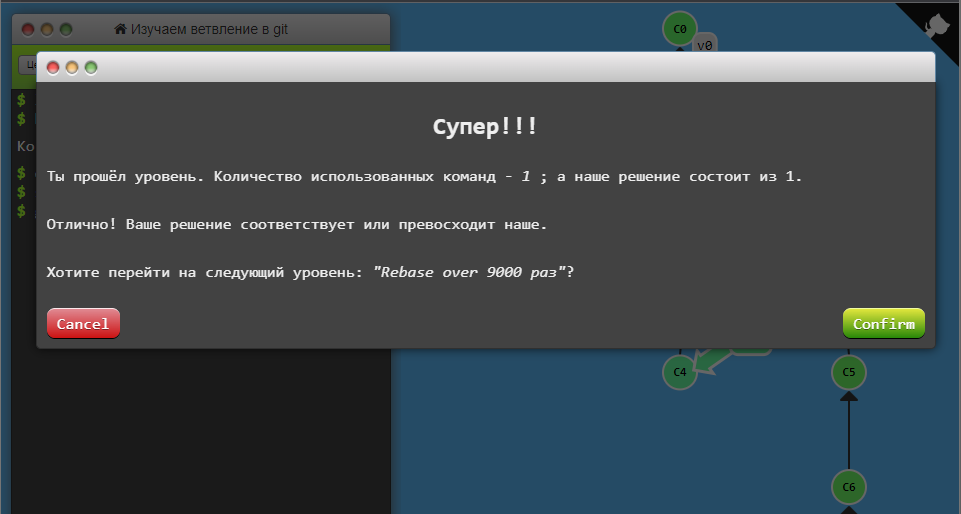 Изучаем ветвление в git
C0
v0
Це
$
$
Ко
$
$
$
Супер!!!
Ты прошёл уровень. Количество использованных команд - 1 ; а наше решение состоит из 1.
Отлично! Ваше решение соответствует или превосходит наше.
Хотите перейти на следующий уровень: "Rebase over 9000 раз"?
Cancel
Confirm
C4
C5
C6